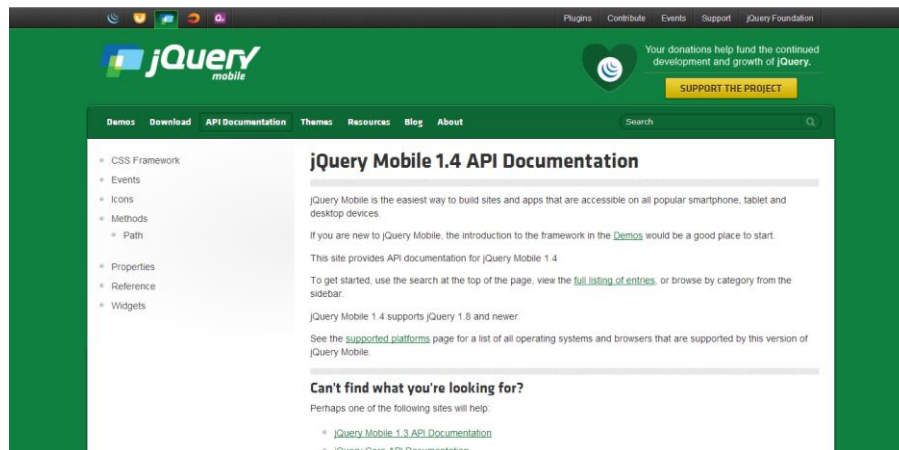 Plugins Contribute Events Support jQuery Foundation
jQuery
mobile
Your donations help fund the continued
development and growth of jQuery.
SUPPORT THE PROJECT
Demos Download API Documentation Themes Resources Blog About Search
CSS Framework
Events
Icons
Methods
Path
Properties
Reference
Widgets
jQuery Mobile 1.4 API Documentation
jQuery Mobile is the easiest way to build sites and apps that are accessible on all popular smartphone, tablet and
desktop devices.
If you are new to jQuery Mobile, the introduction to the framework in the Demos would be a good place to start.
This site provides API documentation for jQuery Mobile 1.4
To get started, use the search at the top of the page, view the full listing of entries, or browse by category from the
sidebar.
jQuery Mobile 1.4 supports jQuery 1.8 and newer.
See the supported platforms page for a list of all operating systems and browsers that are supported by this version of
jQuery Mobile.
Can't find what you're looking for?
Perhaps one of the following sites will help:
jQuery Mobile 1.3 API Documentation
jQuery Core API Documentation